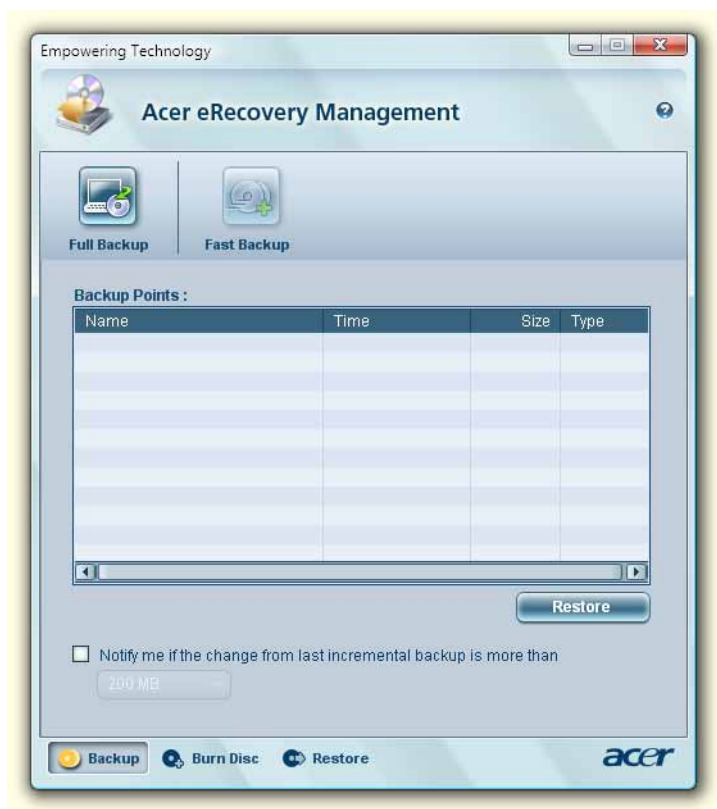 Empowering Technology
Acer eRecovery Management
Full Backup
Fast Backup
Backup Points :
Name Time Size Type
Restore
Notify me if the change from last incremental backup is more than
200 MB
Backup Burn Disc Restore
acer